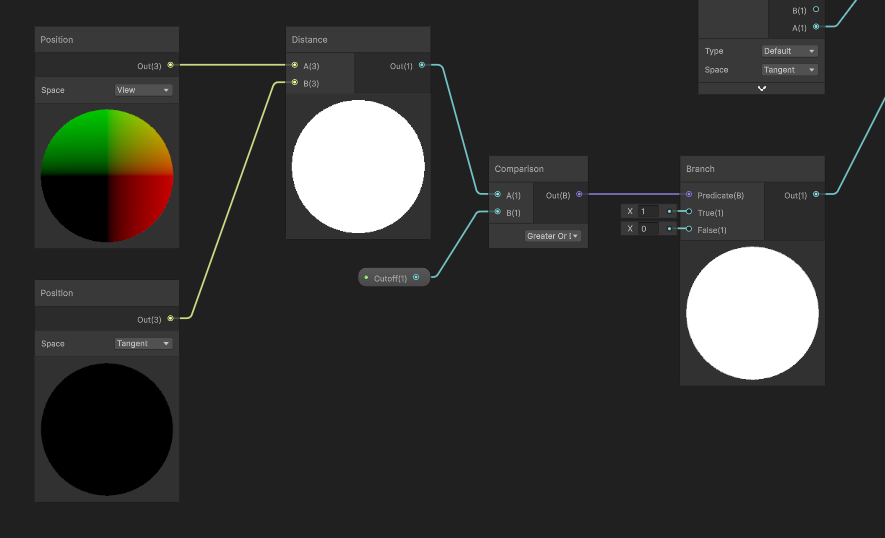 B(1)
A(1)
Type Default
Space Tangent
Position
Out(3)
Space View
Distance
A(3) Out(1)
B(3)
Comparison
A(1) Out(B)
B(1)
Greater Or
Cutoff(1)
Branch
Predicate(B) Out(1)
X 1 True(1)
X 0 False(1)
Position
Out(3)
Space Tangent